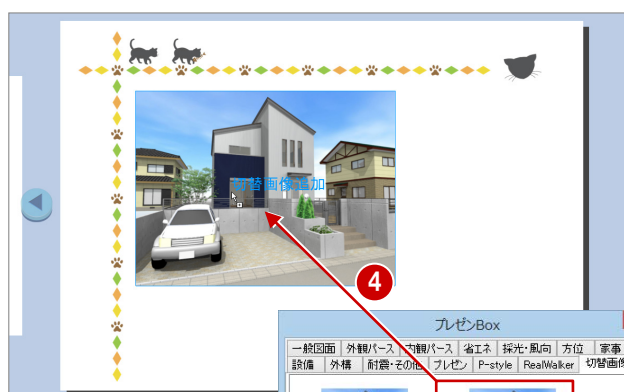 切替画像追加
4
プレゼンBox
一般図面 外観パース 内観パース 省エネ 採光・風向 方位 家事
設備 外構 耐震・その他 プレゼン P-style RealWalker 切替画像